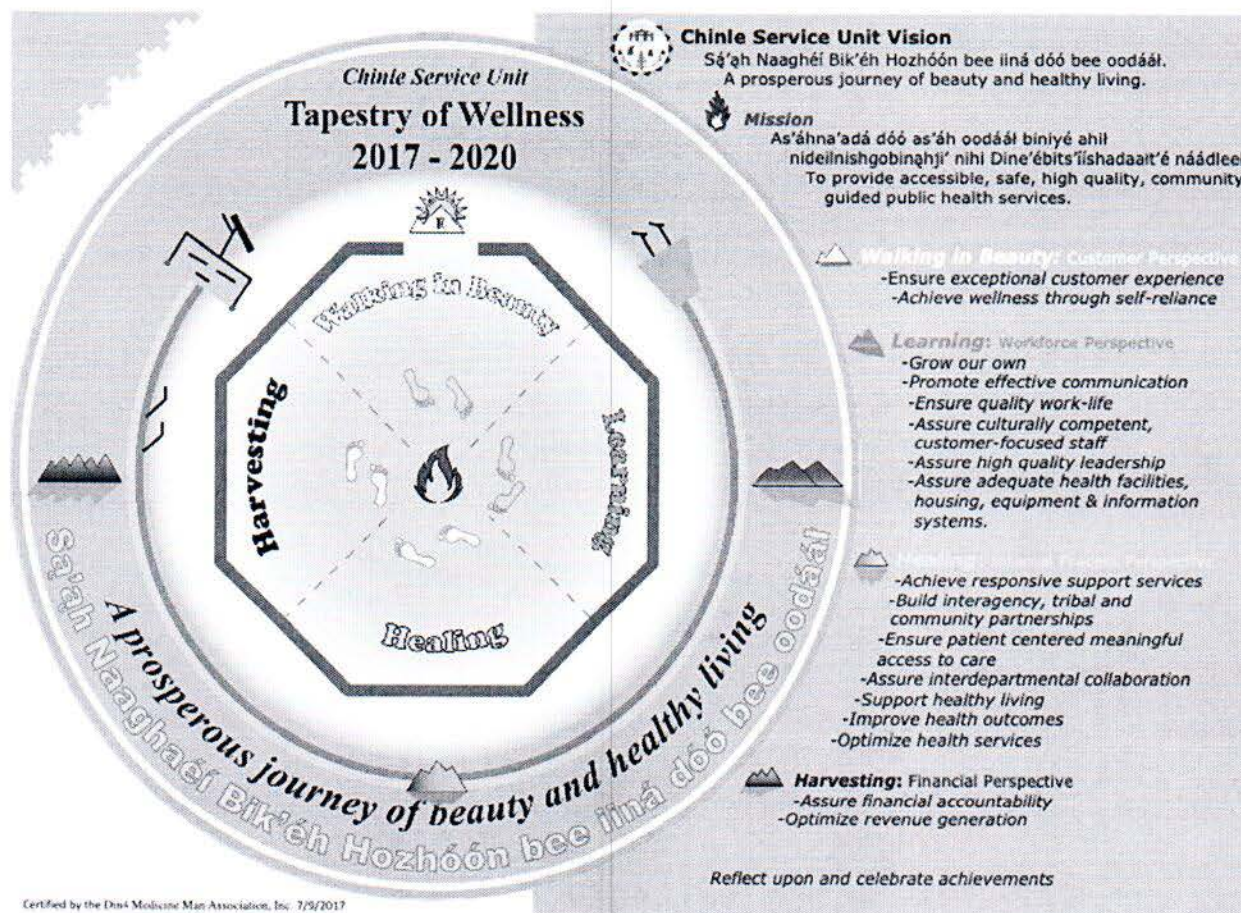 Chinle Service Unit
Tapestry of Wellness
2017 - 2020
E
Walking in Beauty
Learning
Healing
Harvesting
A prosperous journey of beauty and healthy living
Są'ąh Naagháéí Bik'éh Hozhóón bee iiná dóó bee oodááł
Certified by the Din4 Medicine Man Association, Inc. 7/9/2017
Chinle Service Unit Vision
Są́'ąh Naaghéí Bik'éh Hozhóón bee iiná dóó bee oodááł.
A prosperous journey of beauty and healthy living.
Mission
As'áhna'adá dóó as'áh oodááł biniyé ahił
nideilnishgobinąhji' nihi Dine'ébits'íishadaait'é náádleeł
To provide accessible, safe, high quality, community
guided public health services.
Walking in Beauty: Customer Perspective
-Ensure exceptional customer experience
-Achieve wellness through self-reliance
Learning: Workforce Perspective
-Grow our own
-Promote effective communication
-Ensure quality work-life
-Assure culturally competent,
customer-focused staff
-Assure high quality leadership
-Assure adequate health facilities,
housing, equipment & information
systems.
-Achieve responsive support services
-Build interagency, tribal and
community partnerships
-Ensure patient centered meaningful
access to care
-Assure interdepartmental collaboration
-Support healthy living
-Improve health outcomes
-Optimize health services
Harvesting: Financial Perspective
-Assure financial accountability
-Optimize revenue generation
Reflect upon and celebrate achievements